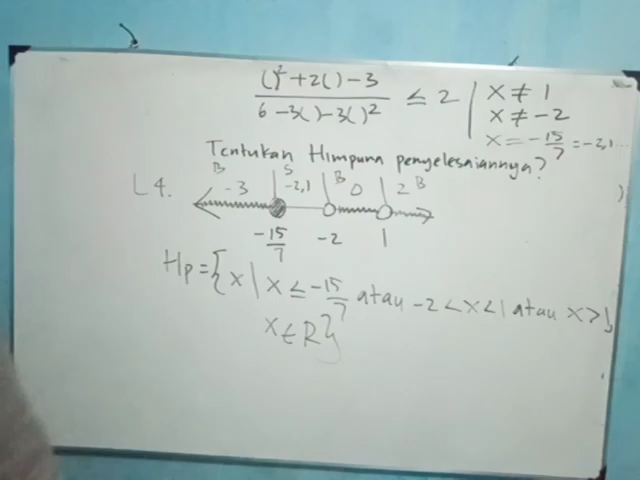 ()²+2()-3
6-3()-3()² ≤ 2
x ≠ 1
x ≠ -2
x = -15/7 = -2,1...
Tentukan Himpuna penyelesaiannya?
B S B 2 B
L4. -3 -2,1 0
-15/7 -2 1
Hp={x | x ≤ -15/7 atau -2<x<1 atau x>1,
x∈R}